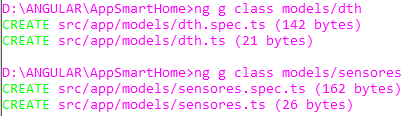 D:\ANGULAR\AppSmartHome>ng g class models/dth
CREATE src/app/models/dth.spec.ts (142 bytes)
CREATE src/app/models/dth.ts (21 bytes)
D:\ANGULAR\AppSmartHome>ng g class models/sensores
CREATE src/app/models/sensores.spec.ts (162 bytes)
CREATE src/app/models/sensores.ts (26 bytes)